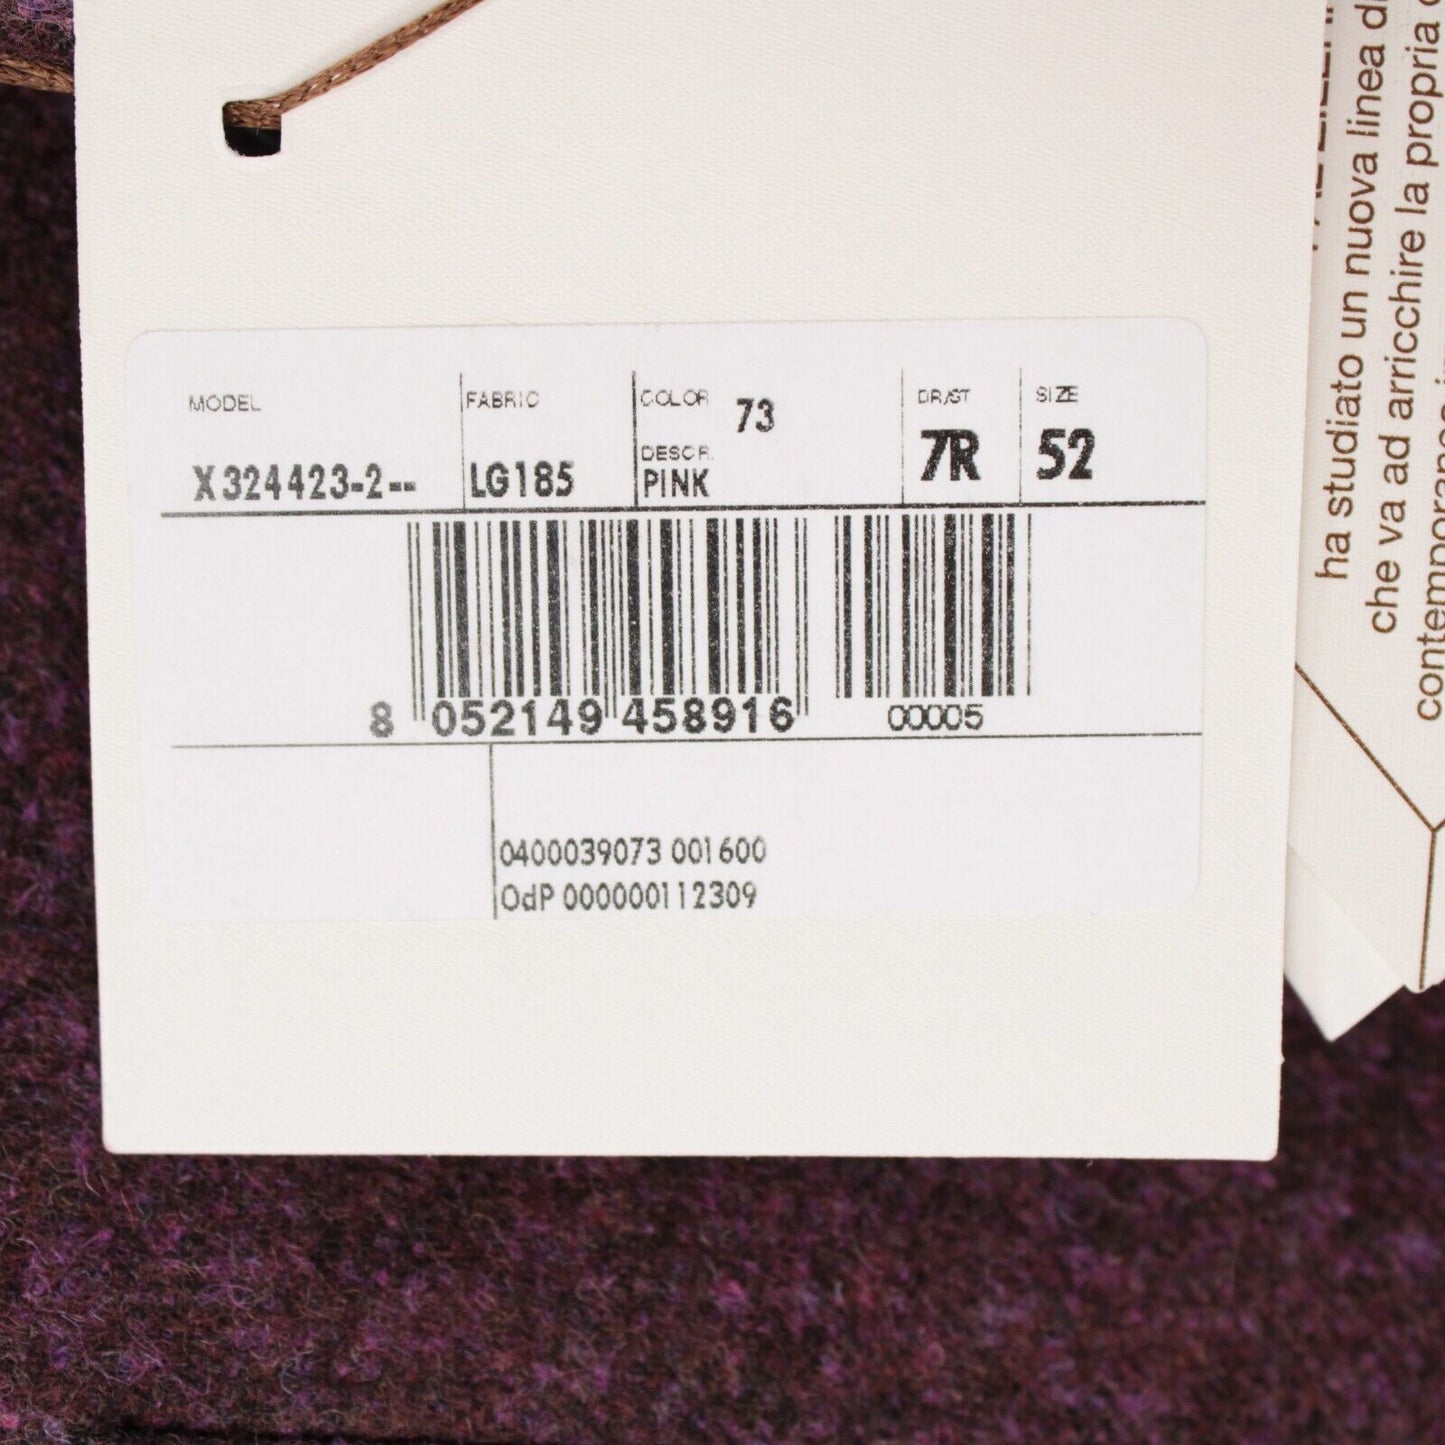 MODEL FABRIC COLOR 73 DR/ST SIZE
X324423-2-- LG185 DESCR. PINK 7R 52
8 052149 458916 00005
0400039073 001600
OdP 000000112309
ha studiato un nuova linea
che va ad arricchire la propria